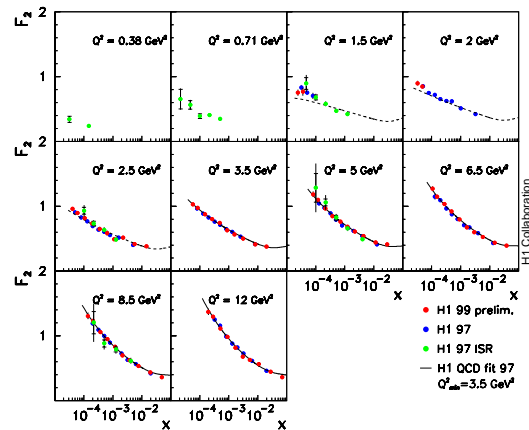 F₂ 2
Q² = 0.38 GeV²
Q² = 0.71 GeV²
Q² = 1.5 GeV²
Q² = 2 GeV²
1
F₂ 2
Q² = 2.5 GeV²
Q² = 3.5 GeV²
Q² = 5 GeV²
Q² = 6.5 GeV²
1
F₂ 2
Q² = 8.5 GeV²
Q² = 12 GeV²
1
10⁻⁴ 10⁻³ 10⁻² 10⁻⁴ 10⁻³ 10⁻²
x
10⁻⁴ 10⁻³ 10⁻² 10⁻⁴ 10⁻³ 10⁻²
x x
H1 99 prelim.
H1 97
H1 97 ISR
H1 QCD fit 97
Q²min=3.5 GeV²
H1 Collaboration